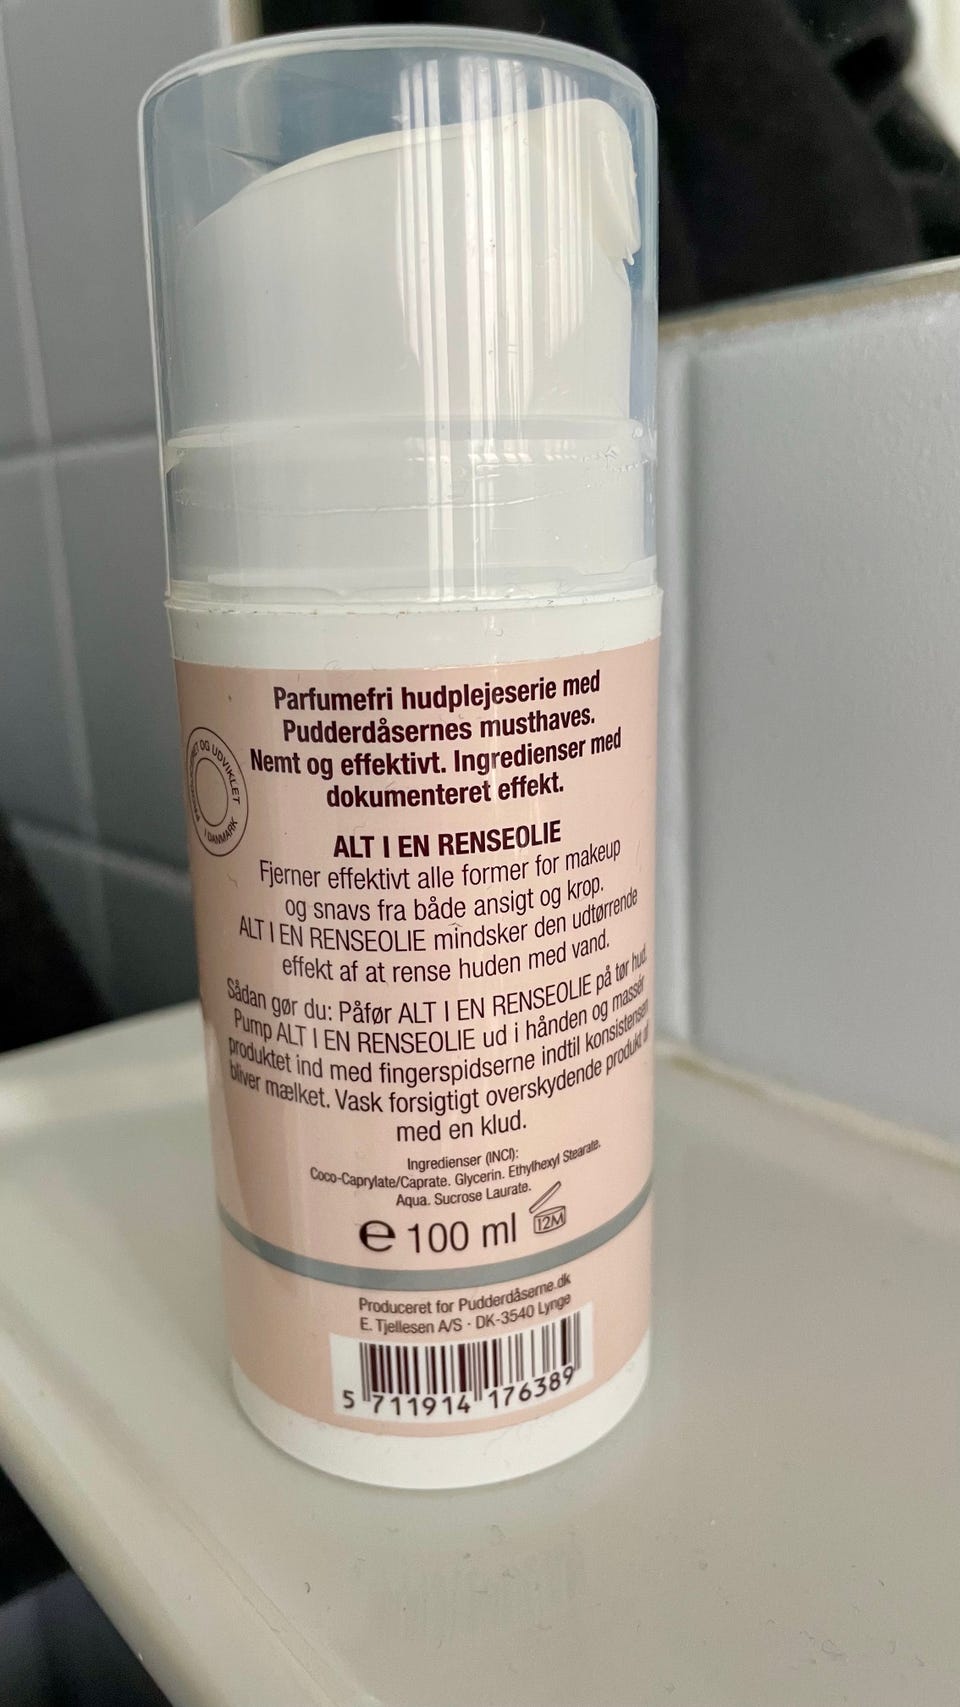 Parfumefri hudplejeserie med
Pudderdåsernes musthaves.
Nemt og effektivt. Ingredienser med
dokumenteret effekt.
OG UDVIKLET
I DANMARK
ALT I EN RENSEOLIE
Fjerner effektivt alle former for makeup
og snavs fra både ansigt og krop.
ALT I EN RENSEOLIE mindsker den udtørrende
effekt af at rense huden med vand.
Sådan gør du: Påfør ALT I EN RENSEOLIE på tør hud.
Pump ALT I EN RENSEOLIE ud i hånden og massér
produktet ind med fingerspidserne indtil konsistensen
bliver mælket. Vask forsigtigt overskydende produkt af
med en klud.
Ingredienser (INCI):
Coco-Caprylate/Caprate. Glycerin. Ethylhexyl Stearate.
Aqua. Sucrose Laurate.
℮ 100 ml 12M
Produceret for Pudderdåserne.dk
E. Tjellesen A/S · DK-3540 Lynge
5 711914 176389